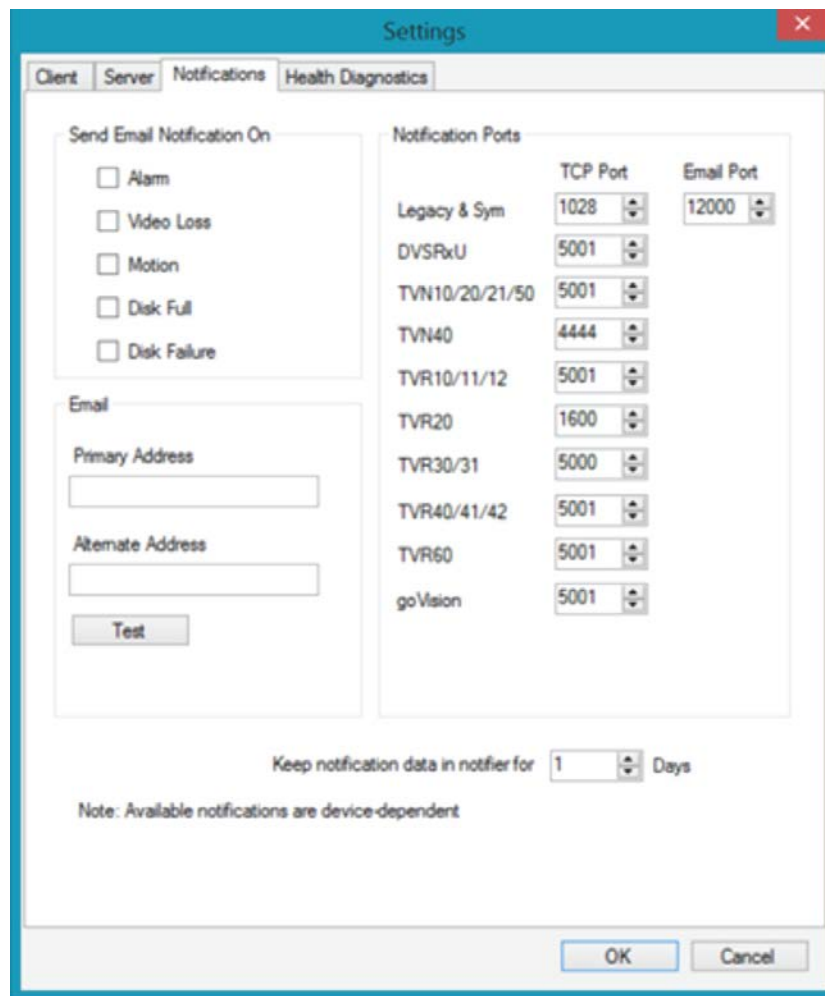 Settings
Client Server Notifications Health Diagnostics
Send Email Notification On
Alarm
Video Loss
Motion
Disk Full
Disk Failure
Email
Primary Address
Alternate Address
Test
Notification Ports
TCP Port Email Port
Legacy & Sym 1028 12000
DVSRxU 5001
TVN10/20/21/50 5001
TVN40 4444
TVR10/11/12 5001
TVR20 1600
TVR30/31 5000
TVR40/41/42 5001
TVR60 5001
goVision 5001
Keep notification data in notifier for 1 Days
Note: Available notifications are device-dependent
OK Cancel